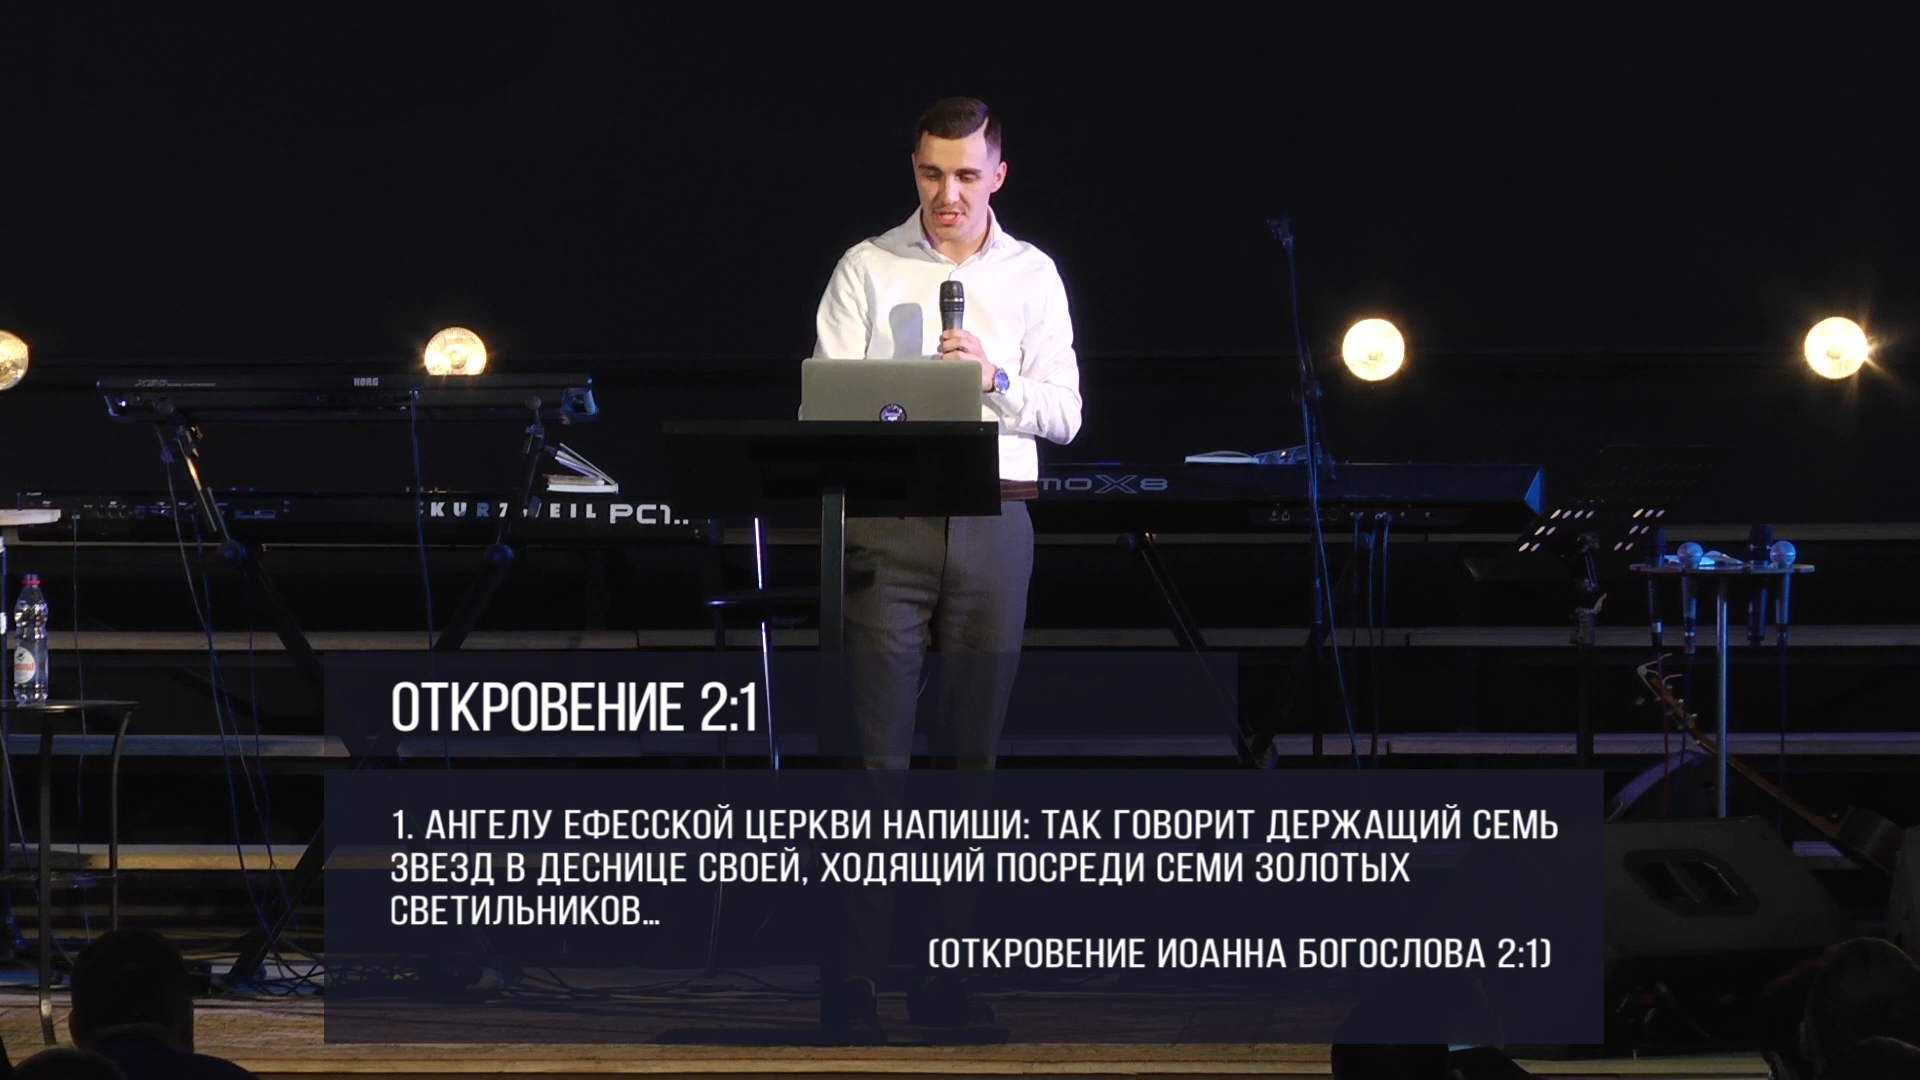 X50
KORG
KURZWEIL PC1..
moX8
ОТКРОВЕНИЕ 2:1
1. АНГЕЛУ ЕФЕССКОЙ ЦЕРКВИ НАПИШИ: ТАК ГОВОРИТ ДЕРЖАЩИЙ СЕМЬ
ЗВЕЗД В ДЕСНИЦЕ СВОЕЙ, ХОДЯЩИЙ ПОСРЕДИ СЕМИ ЗОЛОТЫХ
СВЕТИЛЬНИКОВ...
(ОТКРОВЕНИЕ ИОАННА БОГОСЛОВА 2:1)